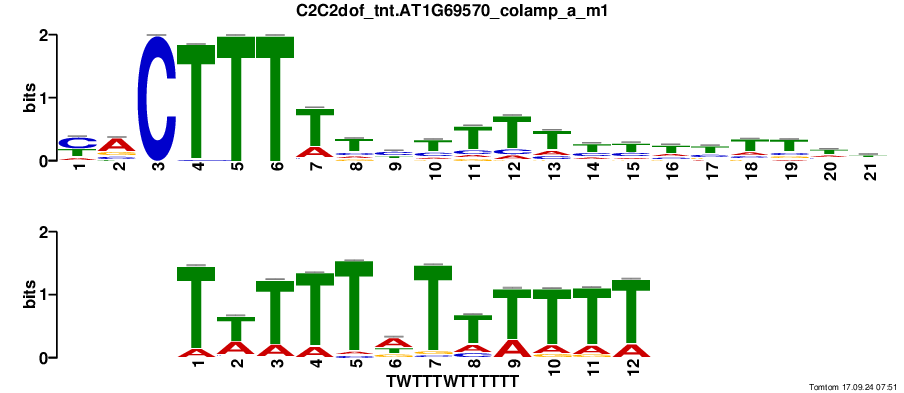 C2C2dof_tnt.AT1G69570_colamp_a_m1
bits
2
1
0
1 2 3 4 5 6 7 8 9 10 11 12 13 14 15 16 17 18 19 20 21
CTTTT
bits
2
1
0
1 2 3 4 5 6 7 8 9 10 11 12
TWTTTWTTTTTT
Tomtom 17.09.24 07:51